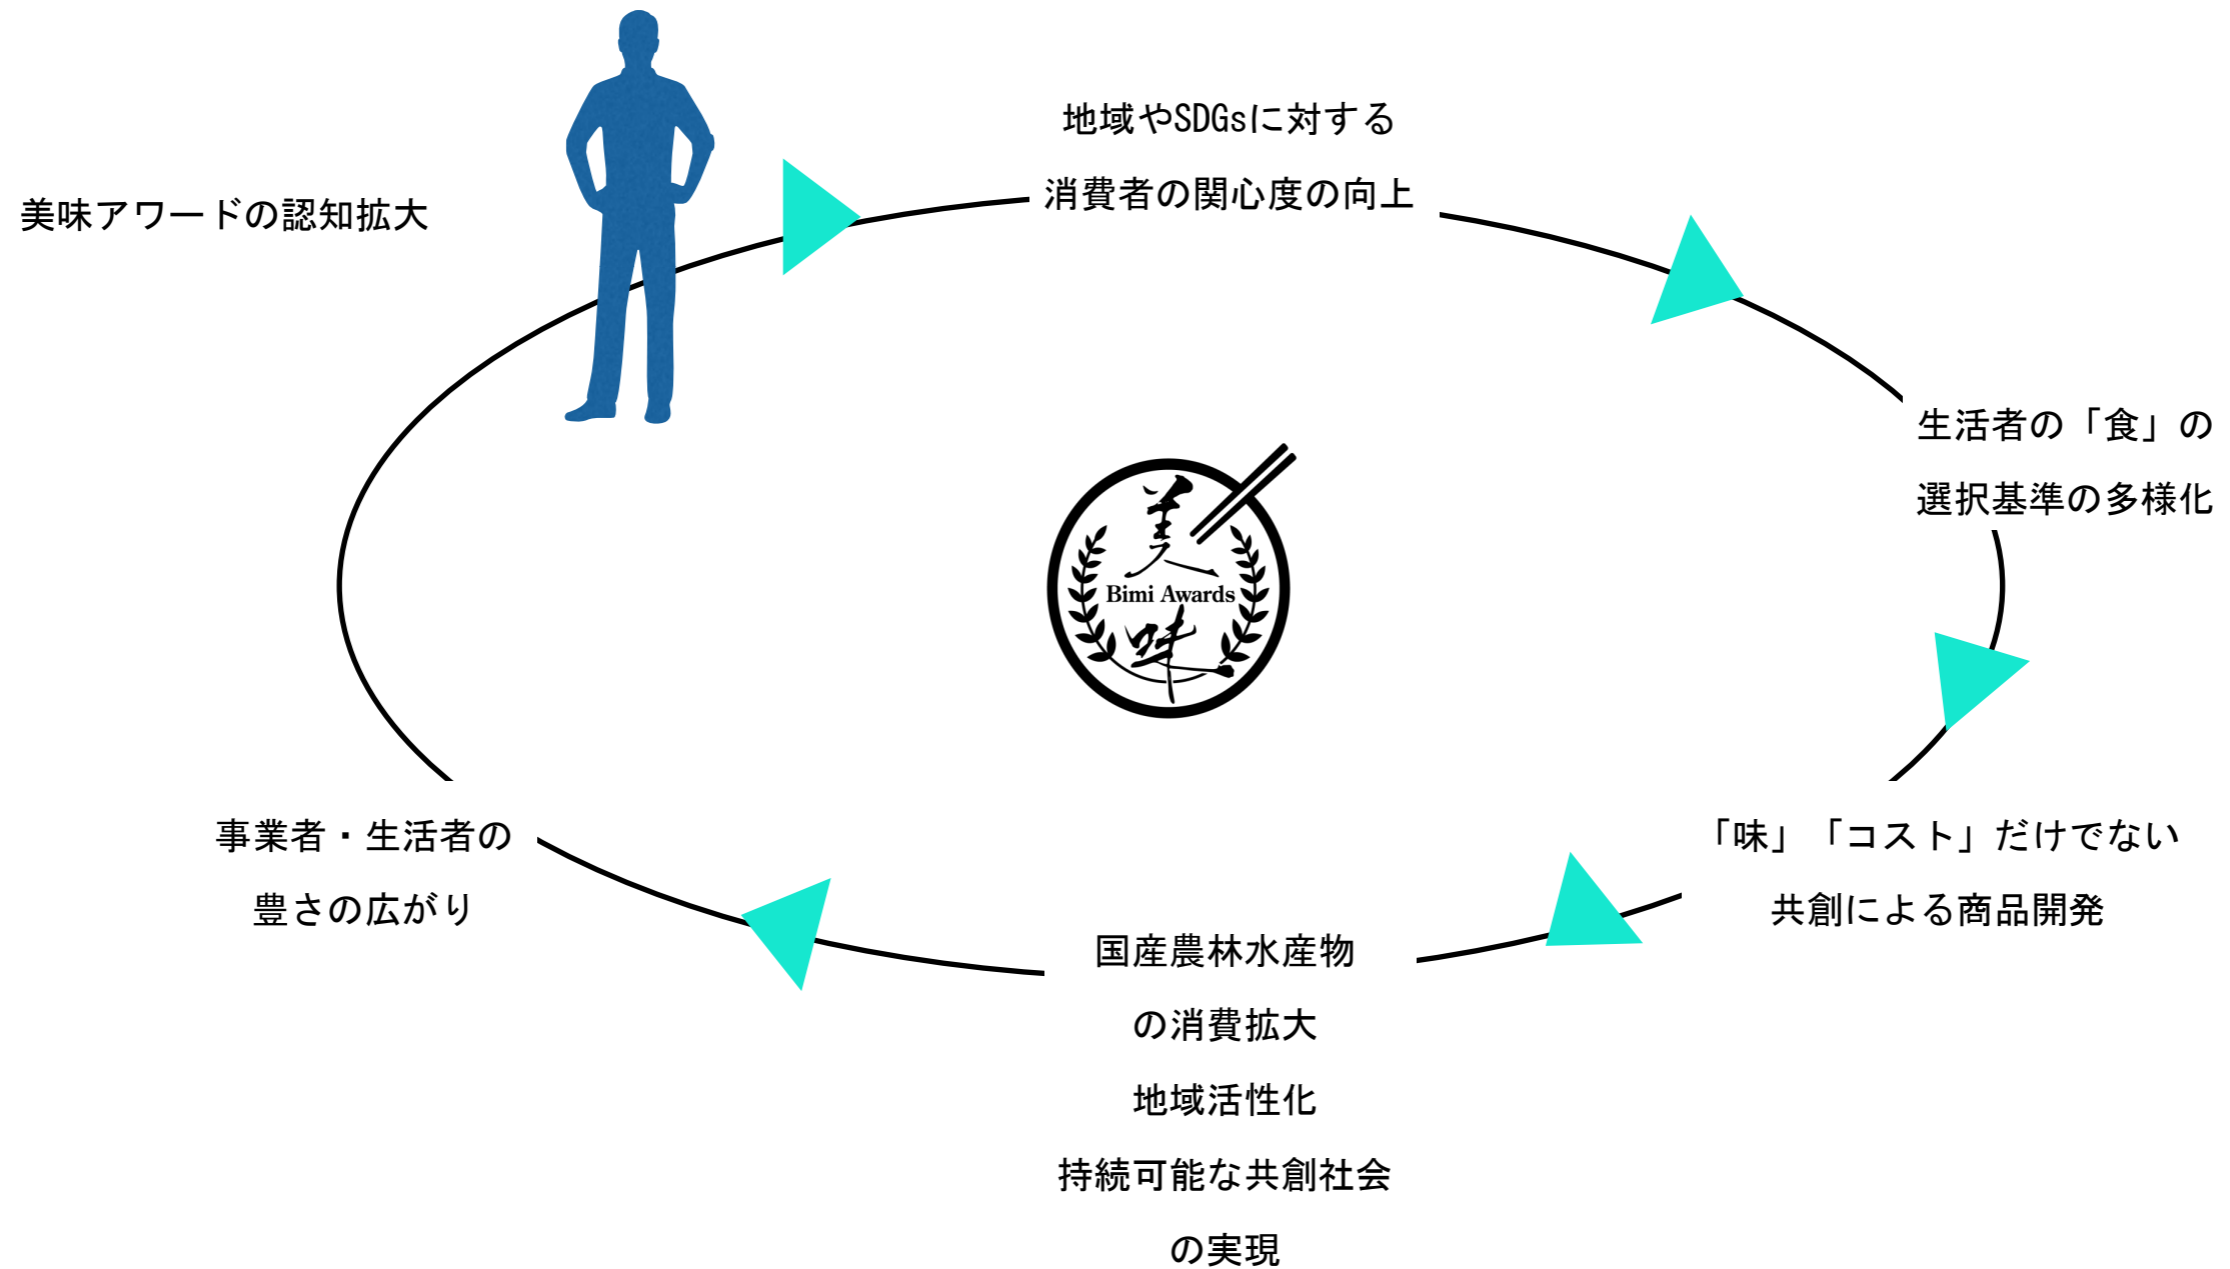 美味アワードの認知拡大
地域やSDGsに対する
消費者の関心度の向上
生活者の「食」の
選択基準の多様化
「味」「コスト」だけでない
共創による商品開発
国産農林水産物
の消費拡大
地域活性化
持続可能な共創社会
の実現
事業者・生活者の
豊さの広がり
美
Bimi Awards
味